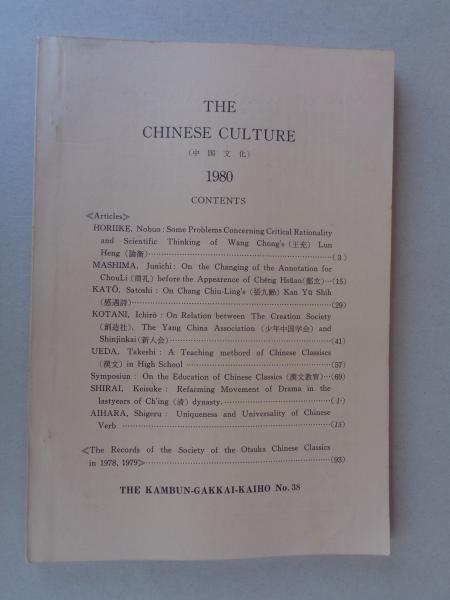 THE
CHINESE CULTURE
(中国文化)
1980
CONTENTS
≪Articles≫
HORIIKE, Nobuo: Some Problems Concerning Critical Rationality
and Scientific Thinking of Wang Chong's (王充) Lun
Heng (論衡)……………………(3)
MASHIMA, Junichi: On the Changing of the Annotation for
ChouLi (周礼) before the Appearence of Chêng Hsüan(鄭玄)…(15)
KATŌ, Satoshi: On Chang Chiu-Ling's (張九齢) Kan Yü Shih
(感遇詩)……………………(29)
KOTANI, Ichirō: On Relation between The Creation Society
(創造社), The Yang China Association (少年中国学会) and
Shinjinkai(新人会)……………………(41)
UEDA, Takeshi: A Teaching methord of Chinese Classiscs
(漢文) in High School……………………(57)
Symposiun: On the Education of Chinese Classics (漢文教育)…(69)
SHIRAI, Keisuke: Refarming Movement of Drama in the
lastyears of Ch'ing (清) dynasty.……………………(1)
AIHARA, Shigeru: Uniqueness and Universality of Chinese
Verb……………………(15)
≪The Records of the Society of the Otsuka Chinese Classics
in 1978, 1979≫……………………(93)
THE KAMBUN-GAKKAI-KAIHO No. 38